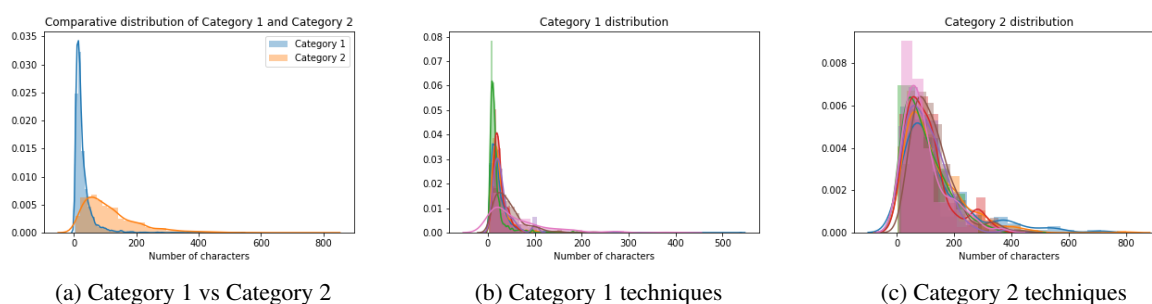 Comparative distribution of Category 1 and Category 2
0.035
0.030
0.025
0.020
0.015
0.010
0.005
0.000
Category 1
Category 2
0 200 400 600 800
Number of characters
(a) Category 1 vs Category 2
Category 1 distribution
0.08
0.07
0.06
0.05
0.04
0.03
0.02
0.01
0.00
0 100 200 300 400 500
Number of characters
(b) Category 1 techniques
Category 2 distribution
0.008
0.006
0.004
0.002
0.000
0 200 400 600 800
Number of characters
(c) Category 2 techniques